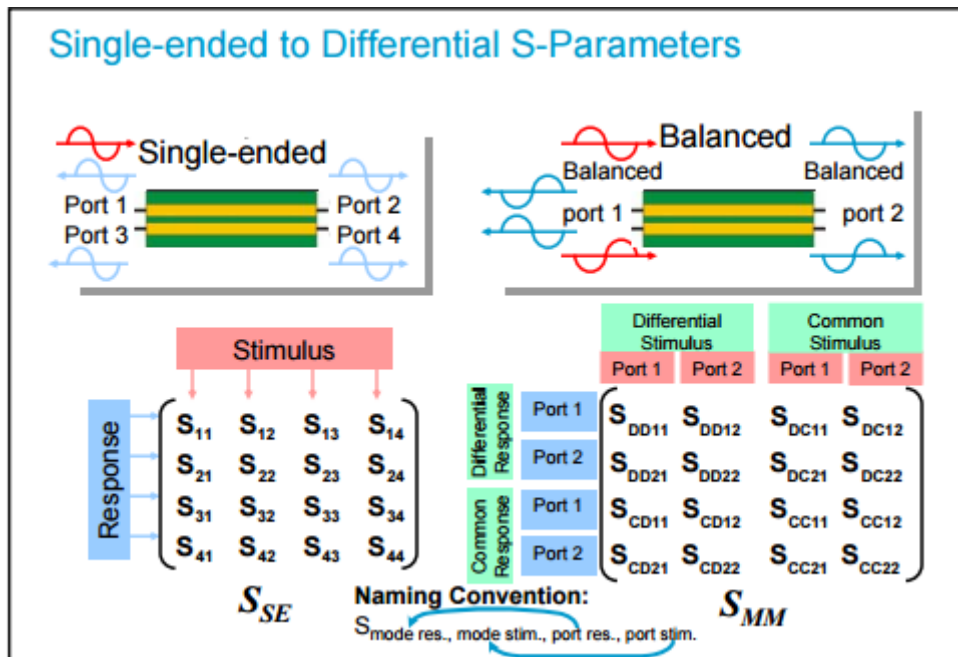 Single-ended to Differential S-Parameters
Single-ended
Port 1
Port 2
Port 3
Port 4
Balanced
Balanced
Balanced
port 1
port 2
Stimulus
Response
S11 S12 S13 S14
S21 S22 S23 S24
S31 S32 S33 S34
S41 S42 S43 S44
SSE
Differential
Stimulus
Common
Stimulus
Port 1 Port 2 Port 1 Port 2
Differential
Response
Common
Response
Port 1 SDD11 SDD12 SDC11 SDC12
Port 2 SDD21 SDD22 SDC21 SDC22
Port 1 SCD11 SCD12 SCC11 SCC12
Port 2 SCD21 SCD22 SCC21 SCC22
SMM
Naming Convention:
Smode res., mode stim., port res., port stim.